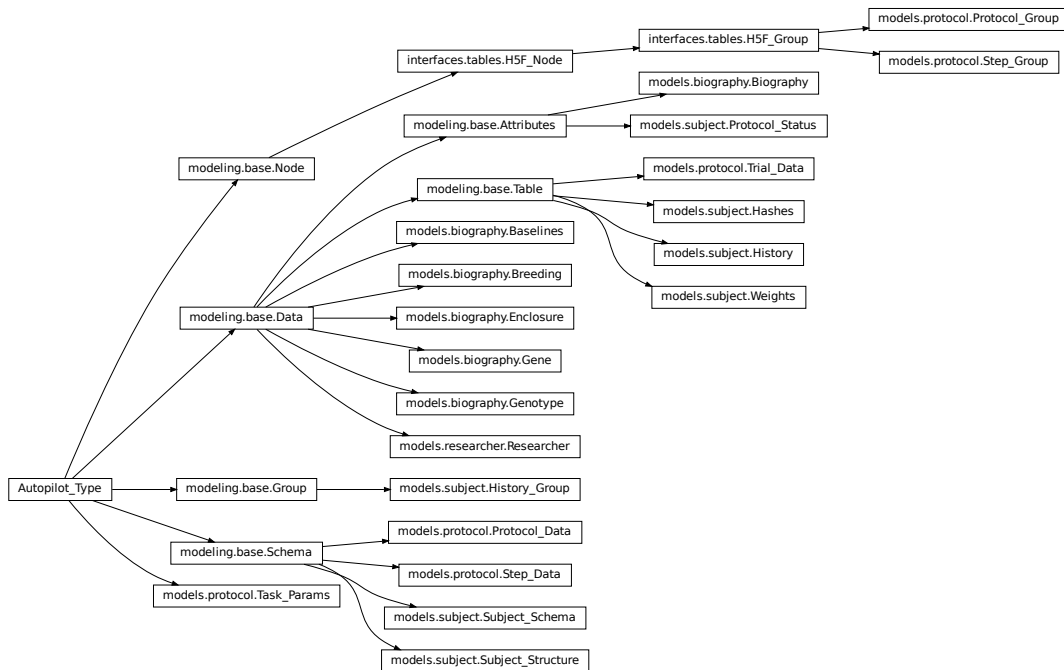 models.protocol.Protocol_Group
interfaces.tables.H5F_Group
interfaces.tables.H5F_Node
models.protocol.Step_Group
models.biography.Biography
modeling.base.Attributes
models.subject.Protocol_Status
modeling.base.Node
models.protocol.Trial_Data
modeling.base.Table
models.subject.Hashes
models.biography.Baselines
models.subject.History
models.biography.Breeding
models.subject.Weights
modeling.base.Data
models.biography.Enclosure
models.biography.Gene
models.biography.Genotype
models.researcher.Researcher
Autopilot_Type
modeling.base.Group
models.subject.History_Group
models.protocol.Protocol_Data
modeling.base.Schema
models.protocol.Step_Data
models.protocol.Task_Params
models.subject.Subject_Schema
models.subject.Subject_Structure